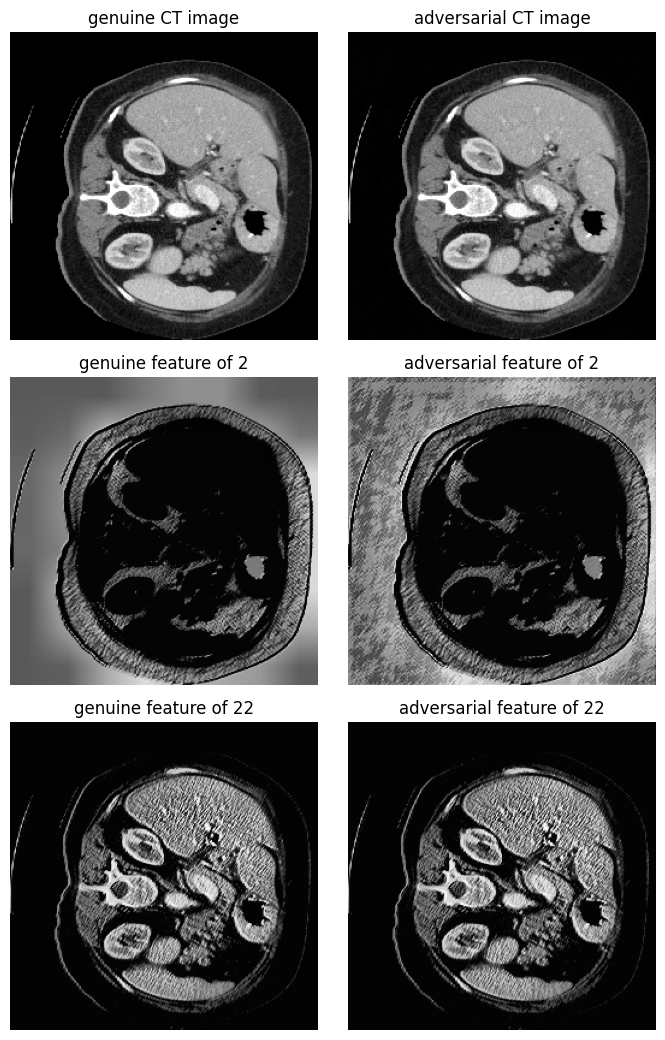 genuine CT image
adversarial CT image
genuine feature of 2
adversarial feature of 2
genuine feature of 22
adversarial feature of 22